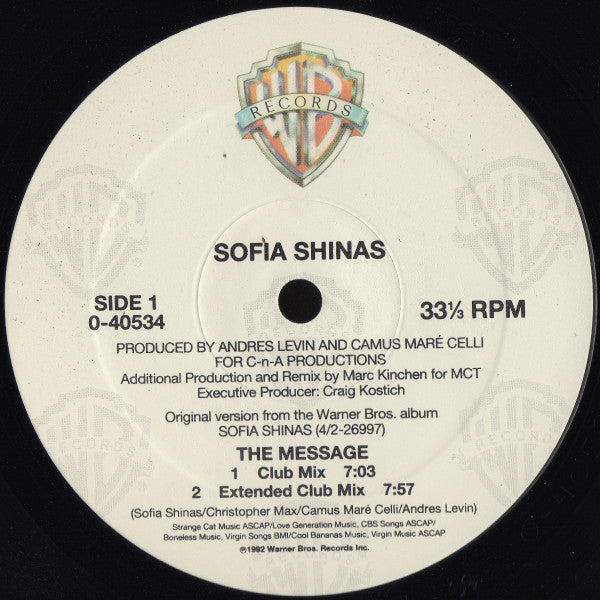 WB
RECORDS
SOFIA SHINAS
SIDE 1
0-40534
33⅓ RPM
PRODUCED BY ANDRES LEVIN AND CAMUS MARÉ CELLI
FOR C-n-A PRODUCTIONS
Additional Production and Remix by Marc Kinchen for MCT
Executive Producer: Craig Kostich
Original version from the Warner Bros. album
SOFIA SHINAS (4/2-26997)
THE MESSAGE
1 Club Mix 7:03
2 Extended Club Mix 7:57
(Sofia Shinas/Christopher Max/Camus Maré Celli/Andres Levin)
Strange Cat Music ASCAP/Love Generation Music, CBS Songs ASCAP/
Boneless Music, Virgin Songs BMI/Cool Bananas Music, Virgin Music ASCAP
℗1992 Warner Bros. Records Inc.